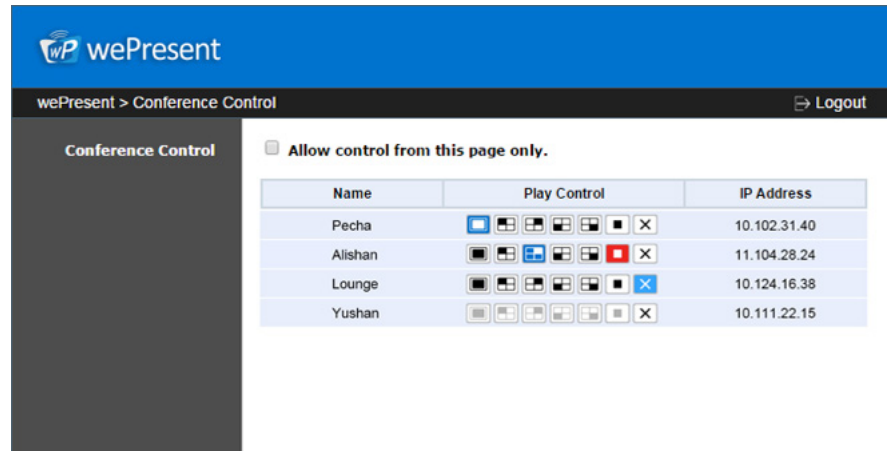 wP wePresent
wePresent > Conference Control Logout
Conference Control
Allow control from this page only.
Name Play Control IP Address
Pecha 10.102.31.40
Alishan 11.104.28.24
Lounge 10.124.16.38
Yushan 10.111.22.15